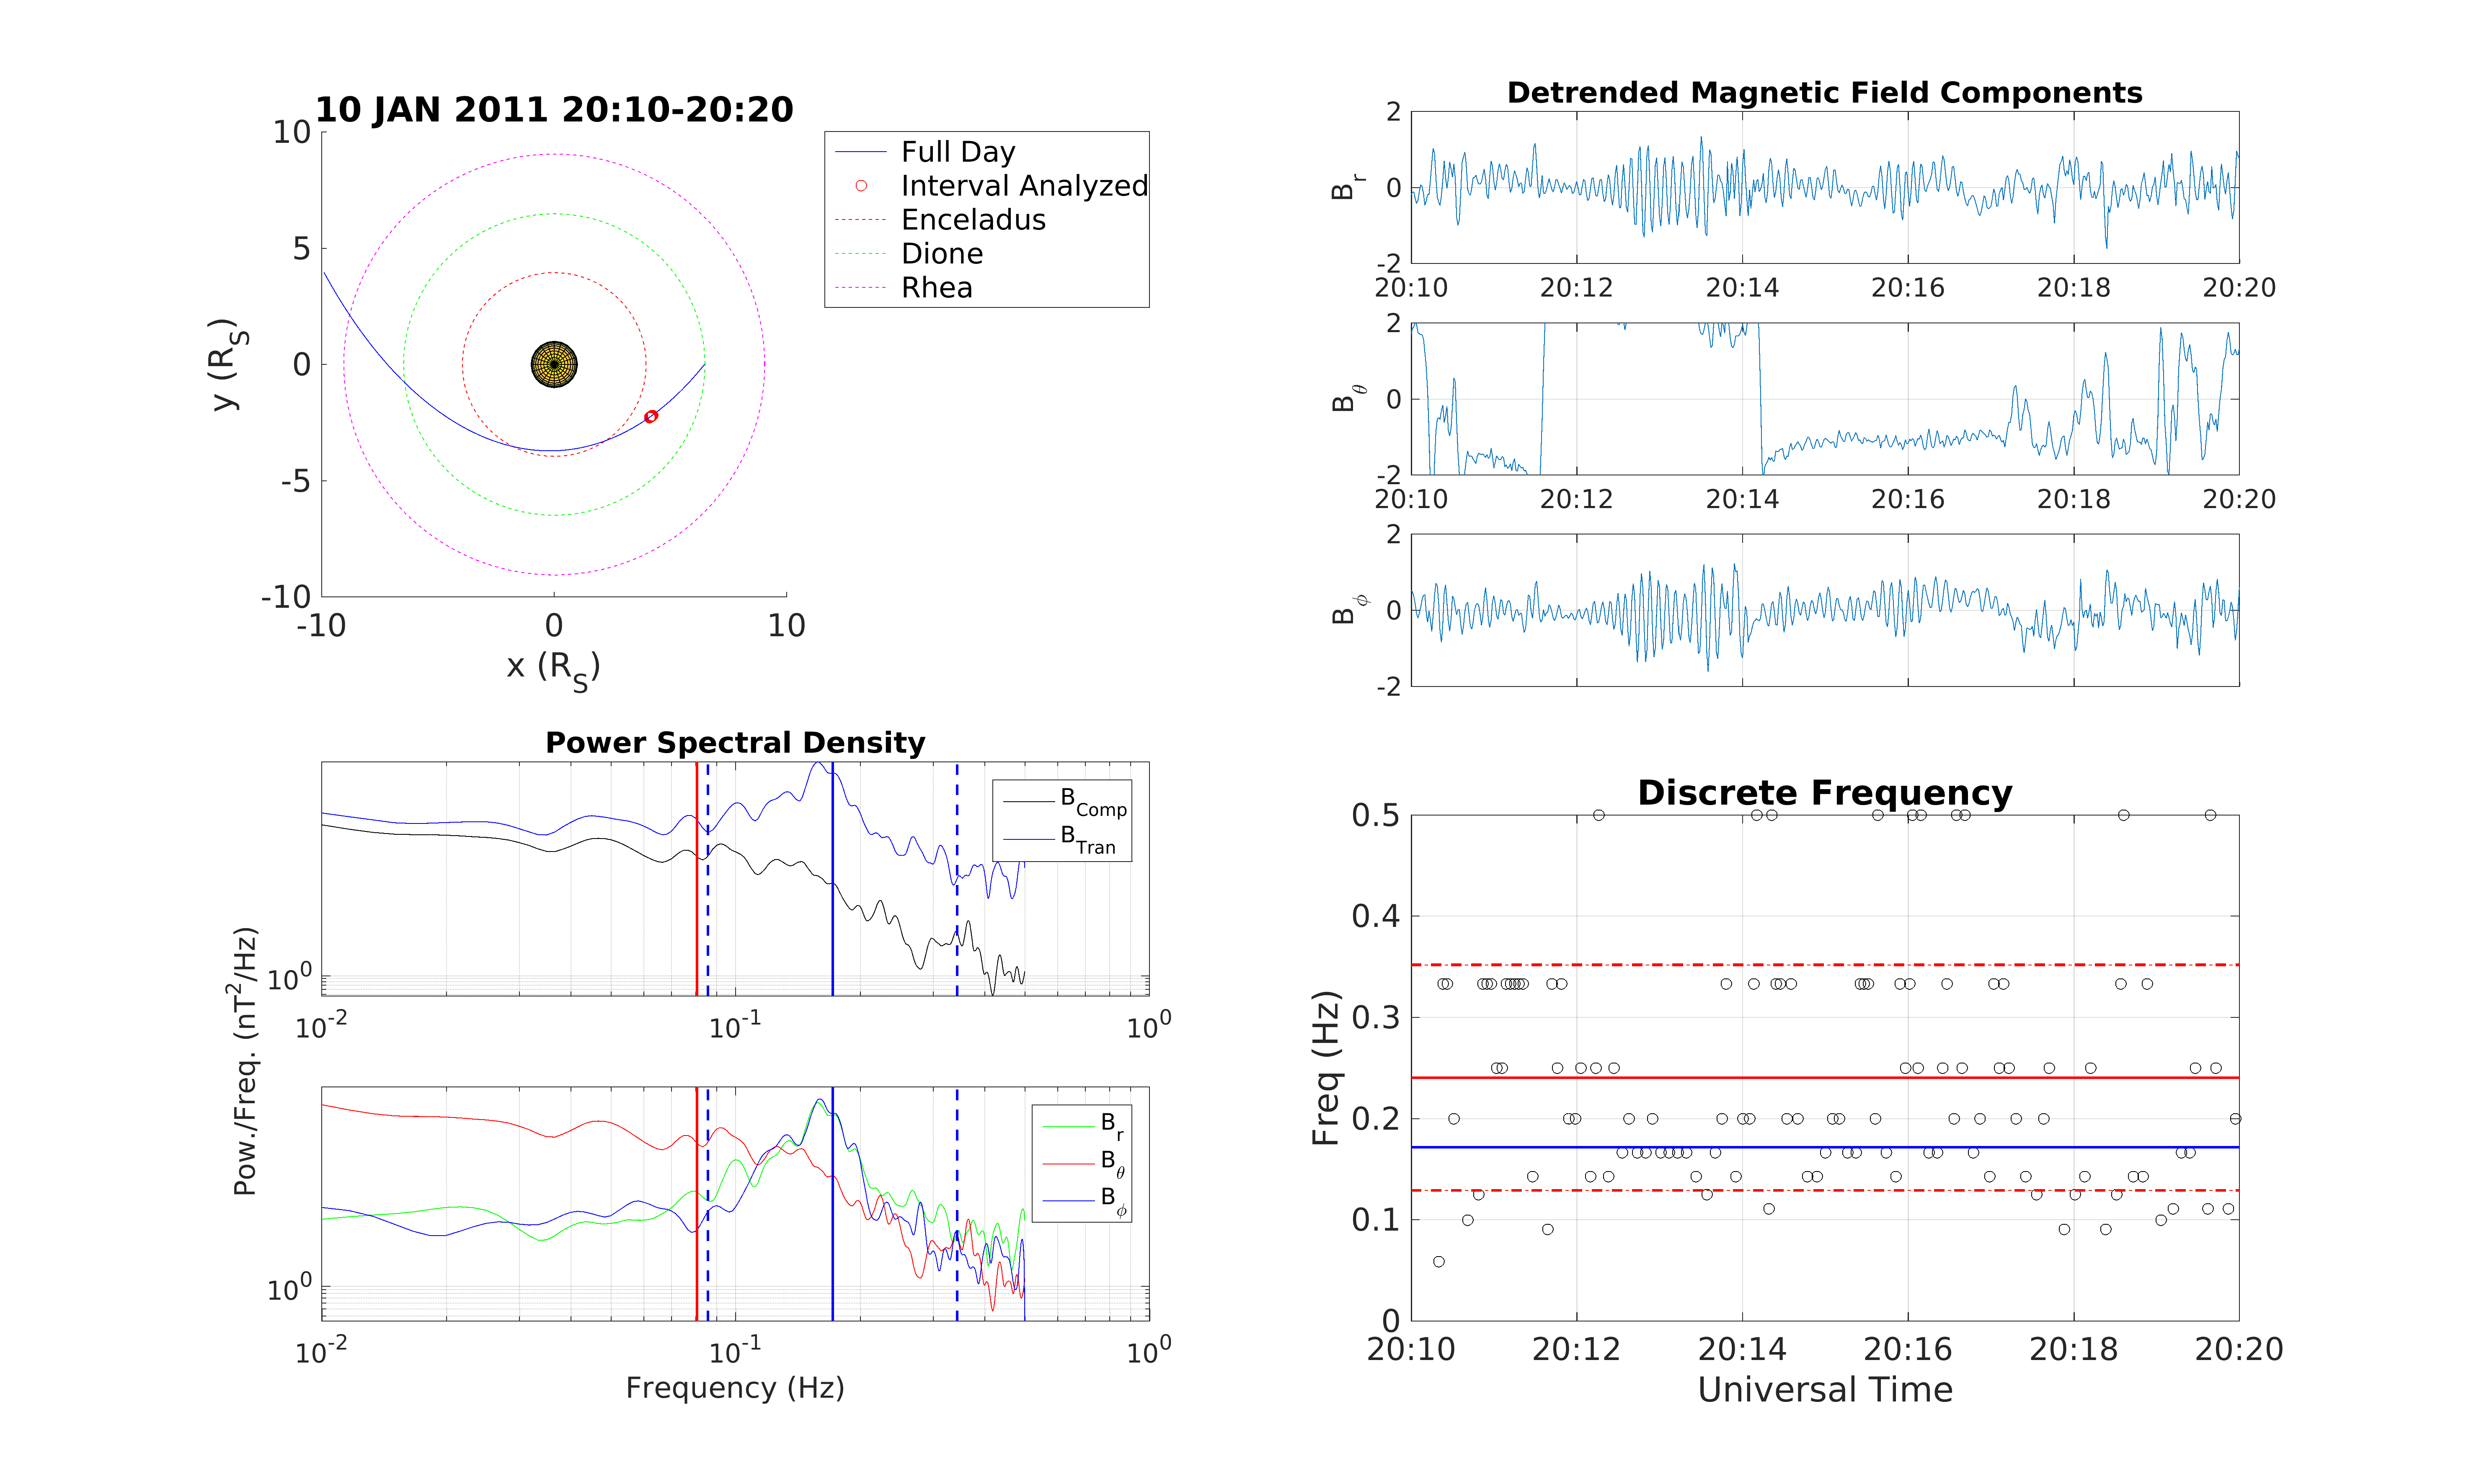 10 JAN 2011 20:10-20:20
10
5
0
-5
-10
-10 0 10
y (R_S)
x (R_S)
Full Day
Interval Analyzed
Enceladus
Dione
Rhea
Detrended Magnetic Field Components
B_r
2
0
-2
20:10 20:12 20:14 20:16 20:18 20:20
B_θ
2
0
-2
20:10 20:12 20:14 20:16 20:18 20:20
B_ϕ
2
0
-2
Power Spectral Density
B_Comp
B_Tran
10^0
10^-2 10^-1 10^0
Pow./Freq. (nT^2/Hz)
B_r
B_θ
B_ϕ
10^0
10^-2 10^-1 10^0
Frequency (Hz)
Discrete Frequency
Freq (Hz)
0.5
0.4
0.3
0.2
0.1
0
20:10 20:12 20:14 20:16 20:18 20:20
Universal Time